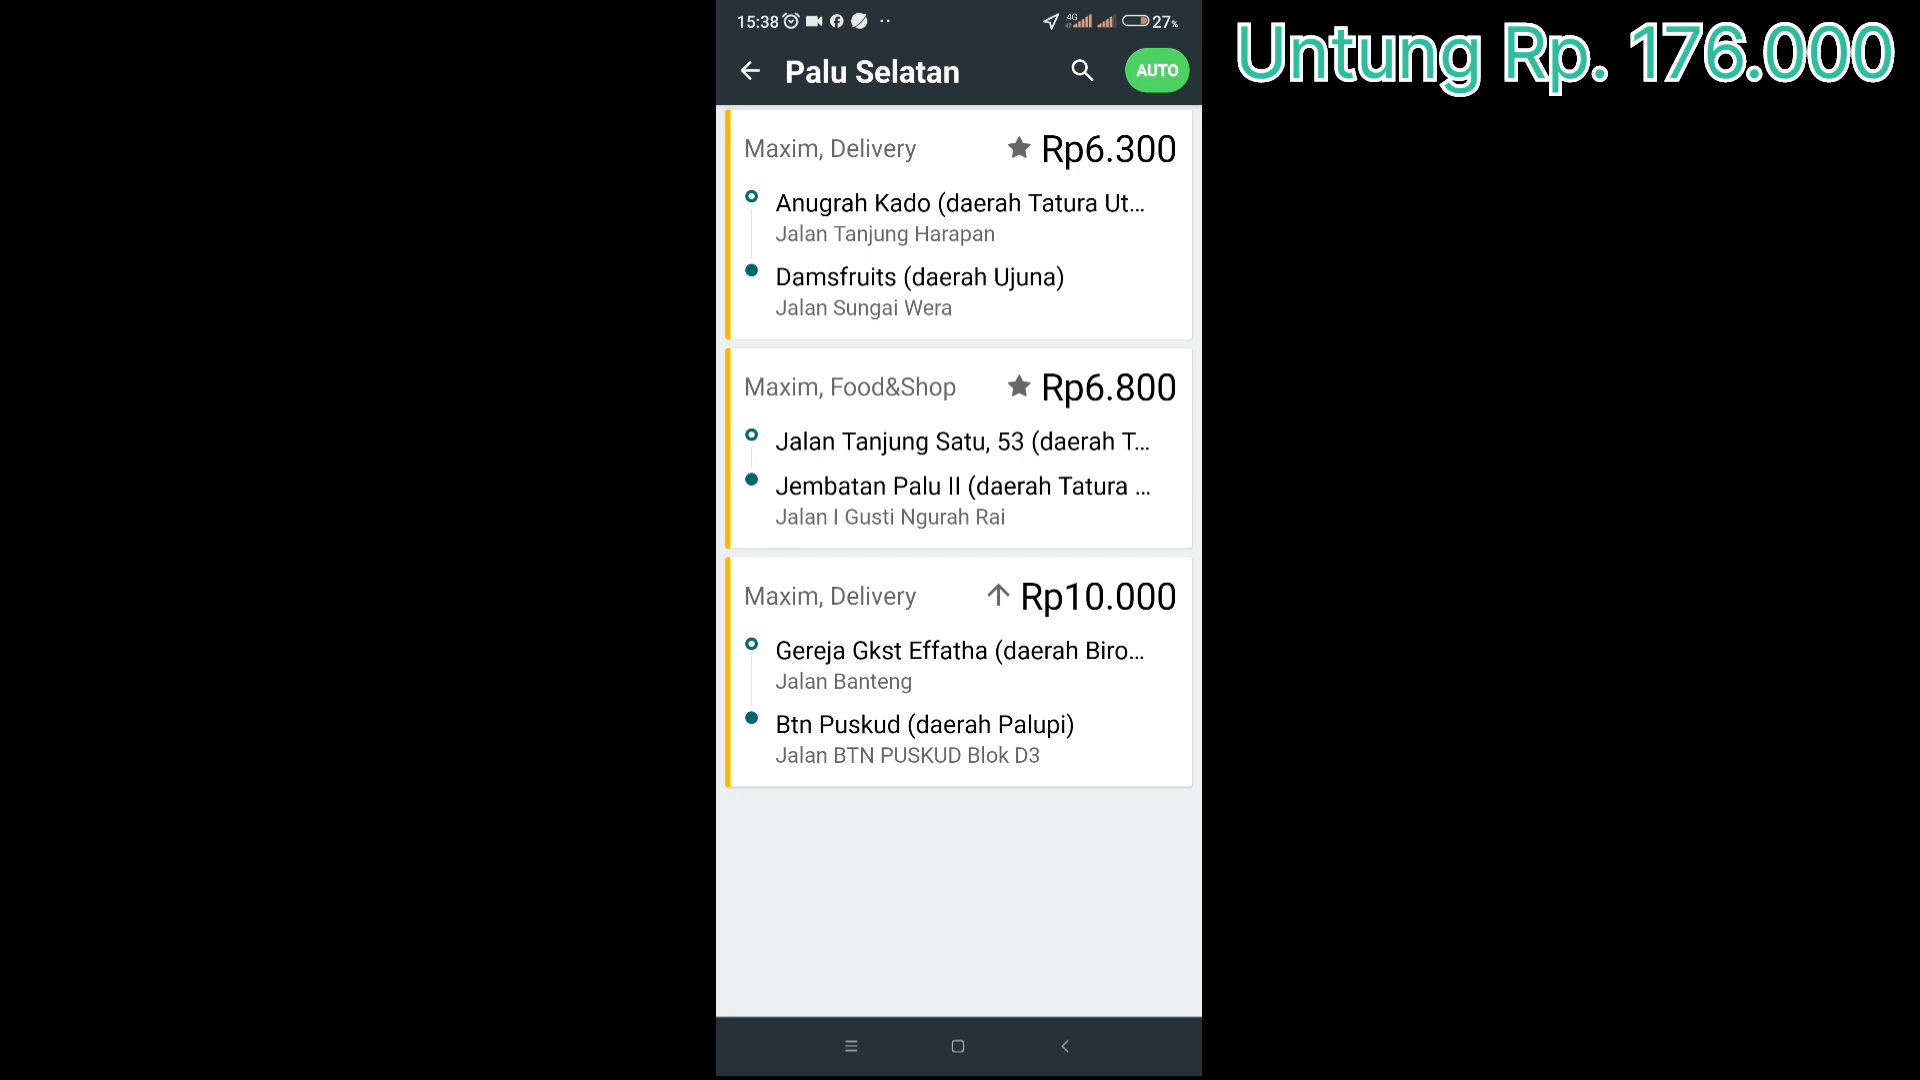 15:38
4G
27%
Untung Rp. 176.000
Palu Selatan
AUTO
Maxim, Delivery
Rp6.300
Anugrah Kado (daerah Tatura Ut...
Jalan Tanjung Harapan
Damsfruits (daerah Ujuna)
Jalan Sungai Wera
Maxim, Food&Shop
Rp6.800
Jalan Tanjung Satu, 53 (daerah T...
Jembatan Palu II (daerah Tatura ...
Jalan I Gusti Ngurah Rai
Maxim, Delivery
Rp10.000
Gereja Gkst Effatha (daerah Biro...
Jalan Banteng
Btn Puskud (daerah Palupi)
Jalan BTN PUSKUD Blok D3